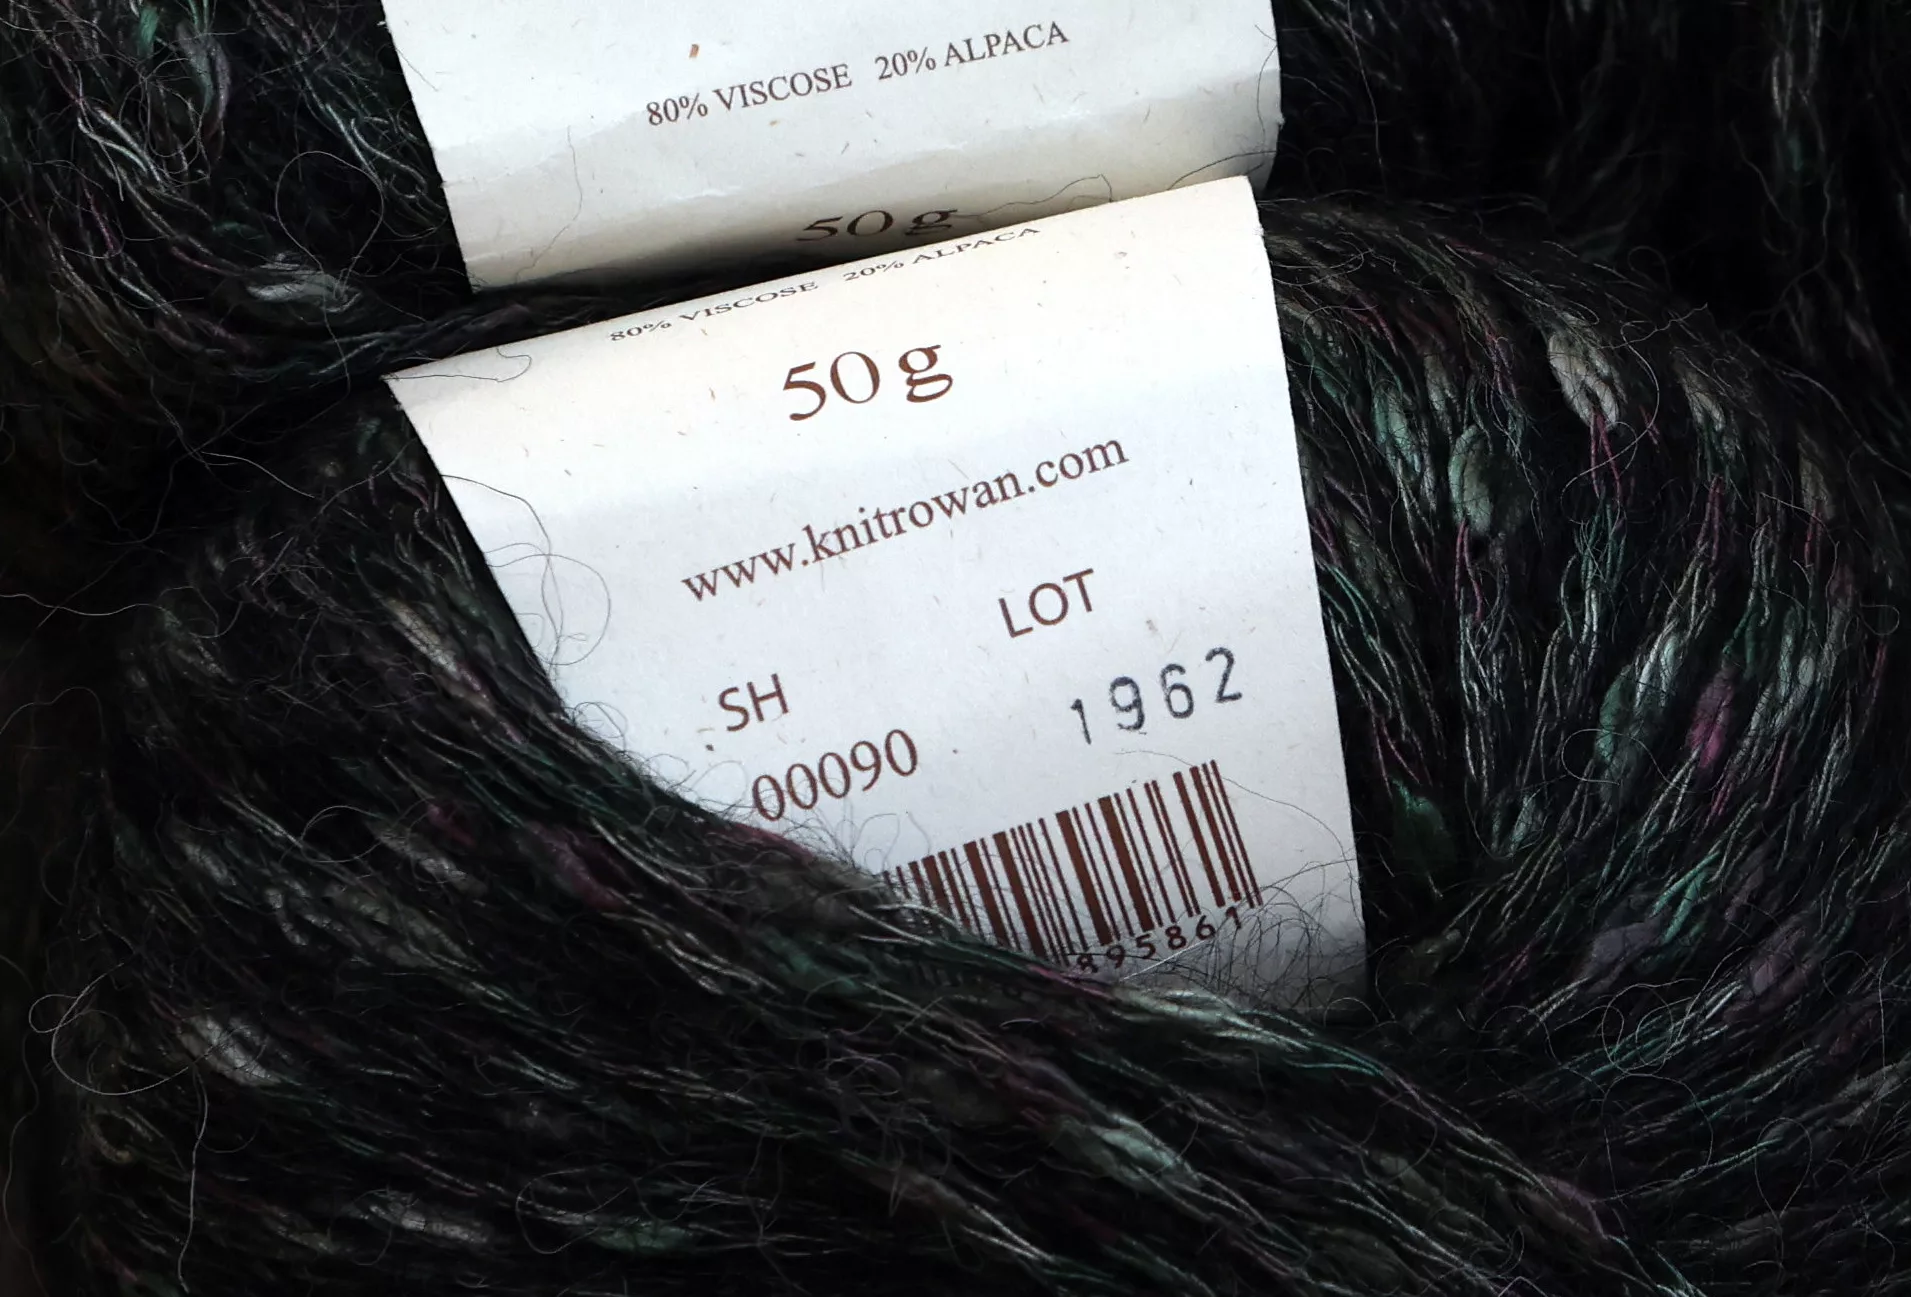 80% VISCOSE 20% ALPACA
50 g
80% VISCOSE 20% ALPACA
50 g
www.knitrowan.com
LOT
SH
1962
00090
895861